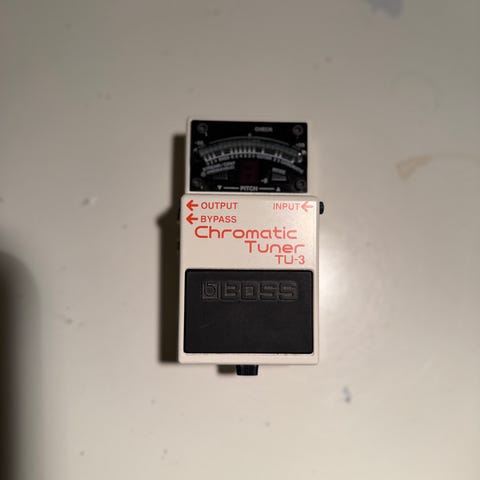 CHECK
▼ PITCH ▲
← OUTPUT INPUT ←
← BYPASS
Chromatic
Tuner
TU-3
BOSS